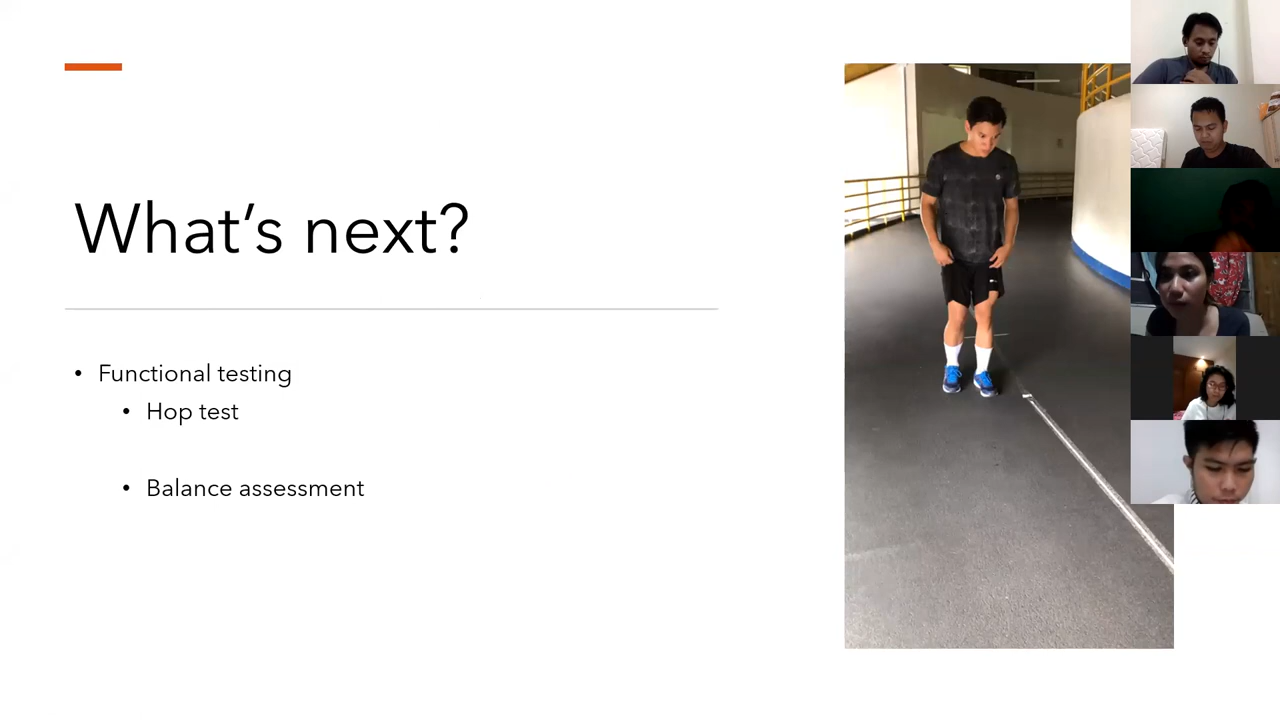 What's next?
• Functional testing
• Hop test
• Balance assessment